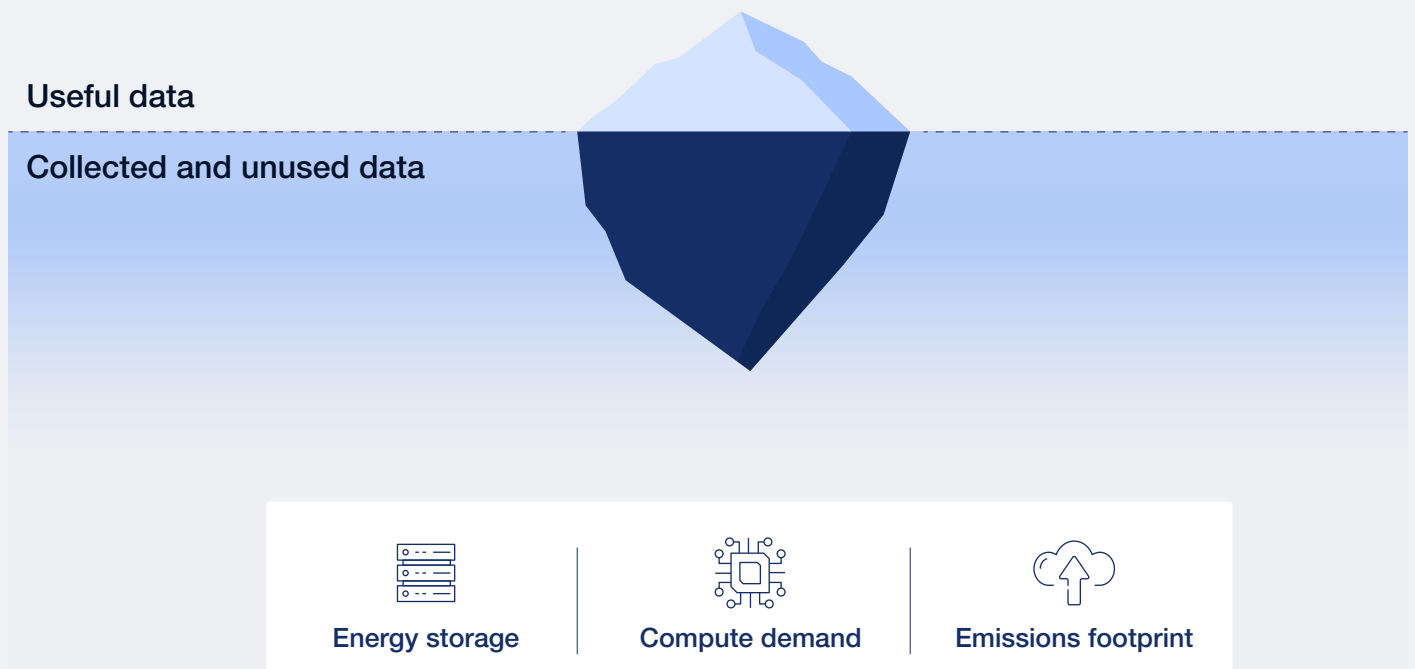 Useful data
Collected and unused data
Energy storage
Compute demand
Emissions footprint